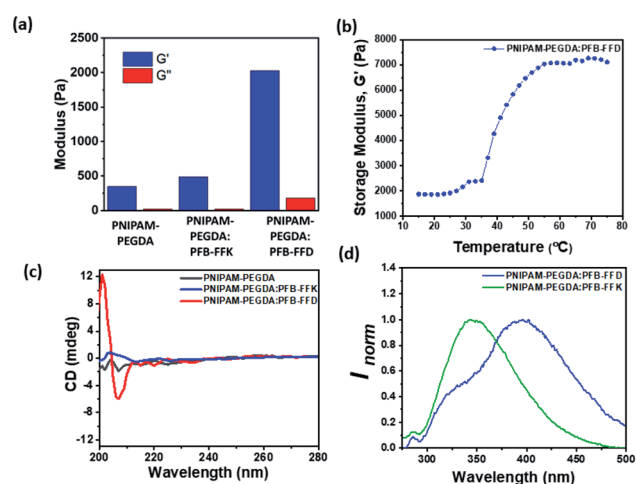 (a)
Modulus (Pa)
2500
2000
1500
1000
500
0
G'
G"
PNIPAM-
PEGDA
PNIPAM-
PEGDA:
PFB-FFK
PNIPAM-
PEGDA:
PFB-FFD
(b)
Storage Modulus, G' (Pa)
8000
7000
6000
5000
4000
3000
2000
1000
PNIPAM-PEGDA:PFB-FFD
10 20 30 40 50 60 70 80
Temperature (ºC)
(c)
CD (mdeg)
12
8
4
0
-4
-8
-12
PNIPAM-PEGDA
PNIPAM-PEGDA:PFB-FFK
PNIPAM-PEGDA:PFB-FFD
200 220 240 260 280
Wavelength (nm)
(d)
I norm
1.4
1.2
1.0
0.8
0.6
0.4
0.2
0.0
PNIPAM-PEGDA:PFB-FFD
PNIPAM-PEGDA:PFB-FFK
300 350 400 450 500
Wavelength (nm)